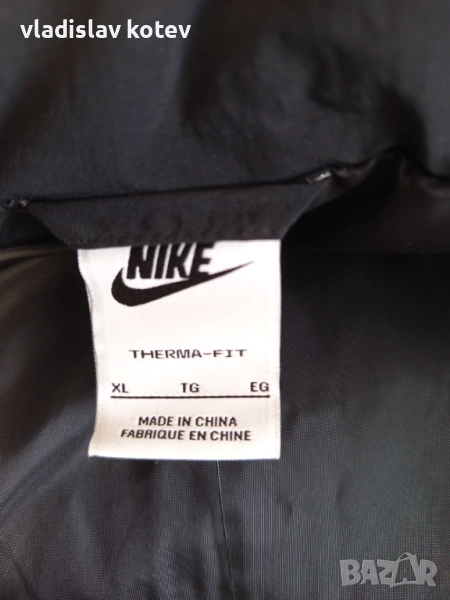 vladislav kotev
NIKE
THERMA-FIT
XL TG EG
MADE IN CHINA
FABRIQUE EN CHINE
BAZAR